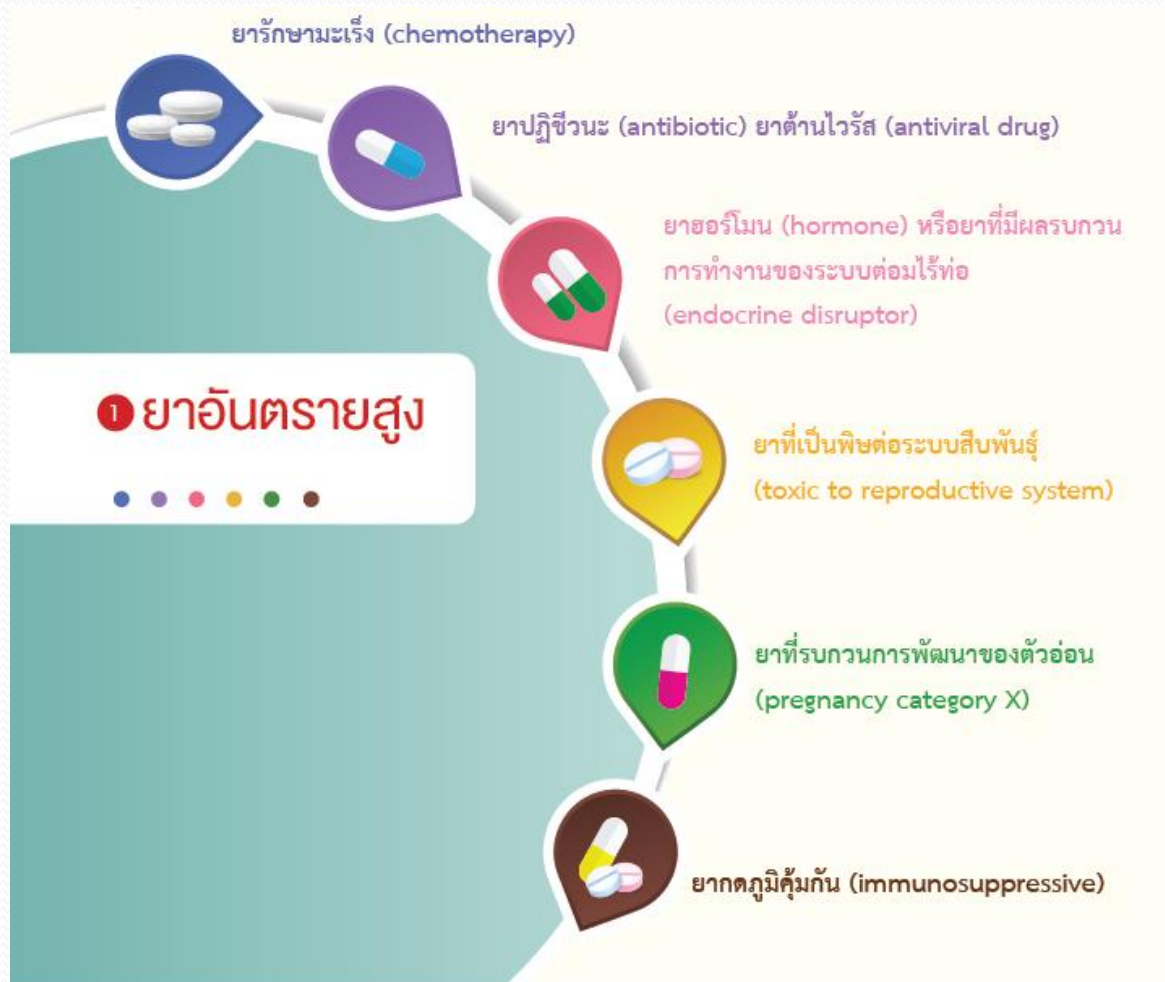 ยารักษามะเร็ง (chemotherapy)
ยาปฏิชีวนะ (antibiotic) ยาต้านไวรัส (antiviral drug)
ยาฮอร์โมน (hormone) หรือยาที่มีผลรบกวน
การทำงานของระบบต่อมไร้ท่อ
(endocrine disruptor)
1 ยาอันตรายสูง
ยาที่เป็นพิษต่อระบบสืบพันธุ์
(toxic to reproductive system)
ยาที่รบกวนการพัฒนาของตัวอ่อน
(pregnancy category X)
ยากดภูมิคุ้มกัน (immunosuppressive)